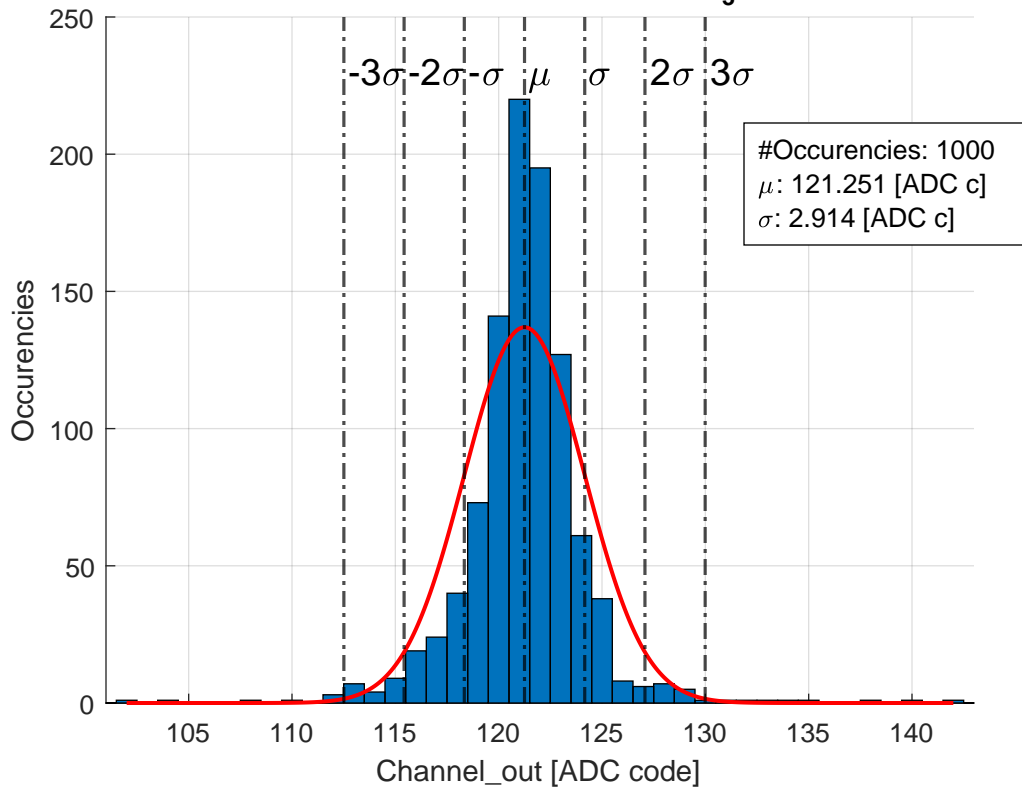 250
200
150
100
50
0
-3σ -2σ -σ μ σ 2σ 3σ
#Occurencies: 1000
μ: 121.251 [ADC c]
σ: 2.914 [ADC c]
Occurencies
105 110 115 120 125 130 135 140
Channel_out [ADC code]